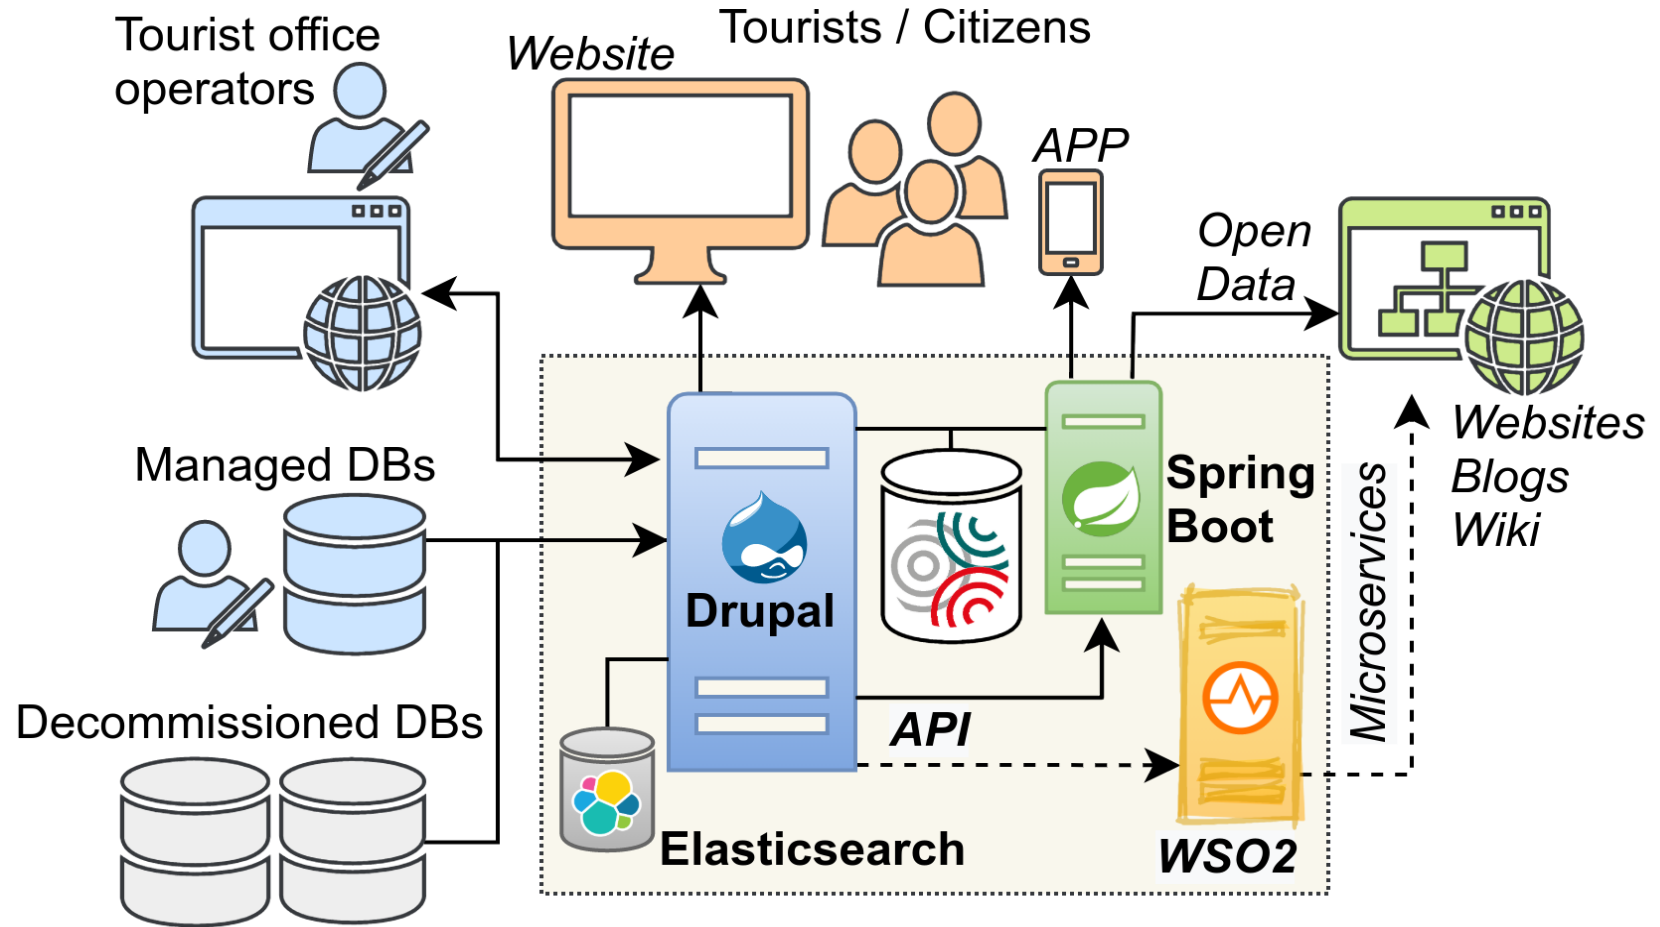 Tourist office
operators
Website
Tourists / Citizens
APP
Open
Data
Websites
Blogs
Wiki
Managed DBs
Decommissioned DBs
Drupal
Spring
Boot
API
Elasticsearch
WSO2
Microservices